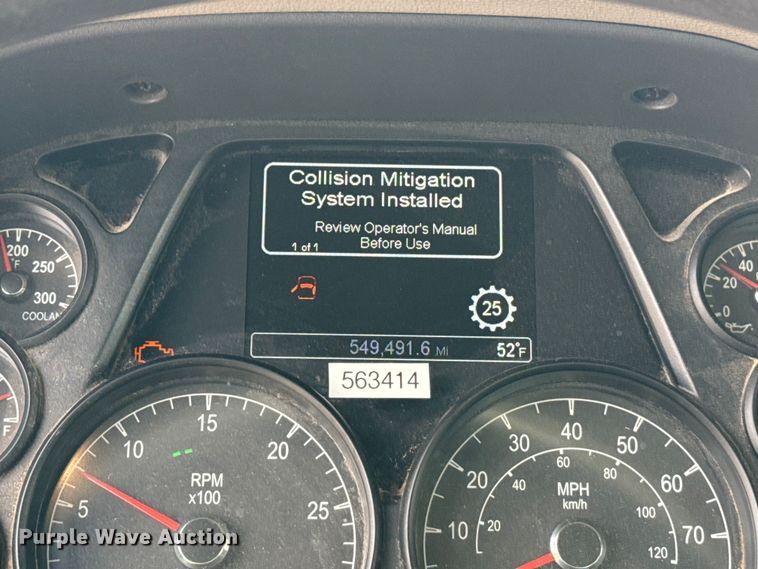 Collision Mitigation
System Installed
Review Operator's Manual
1 of 1 Before Use
25
549,491.6 MI 52°F
563414
200
°F
250
300
COOLAN
40
20
0
F
5
10
15
20
25
RPM
x100
10
20
30
40
50
70
20
40
60
80
100
120
MPH
km/h
Purple Wave Auction